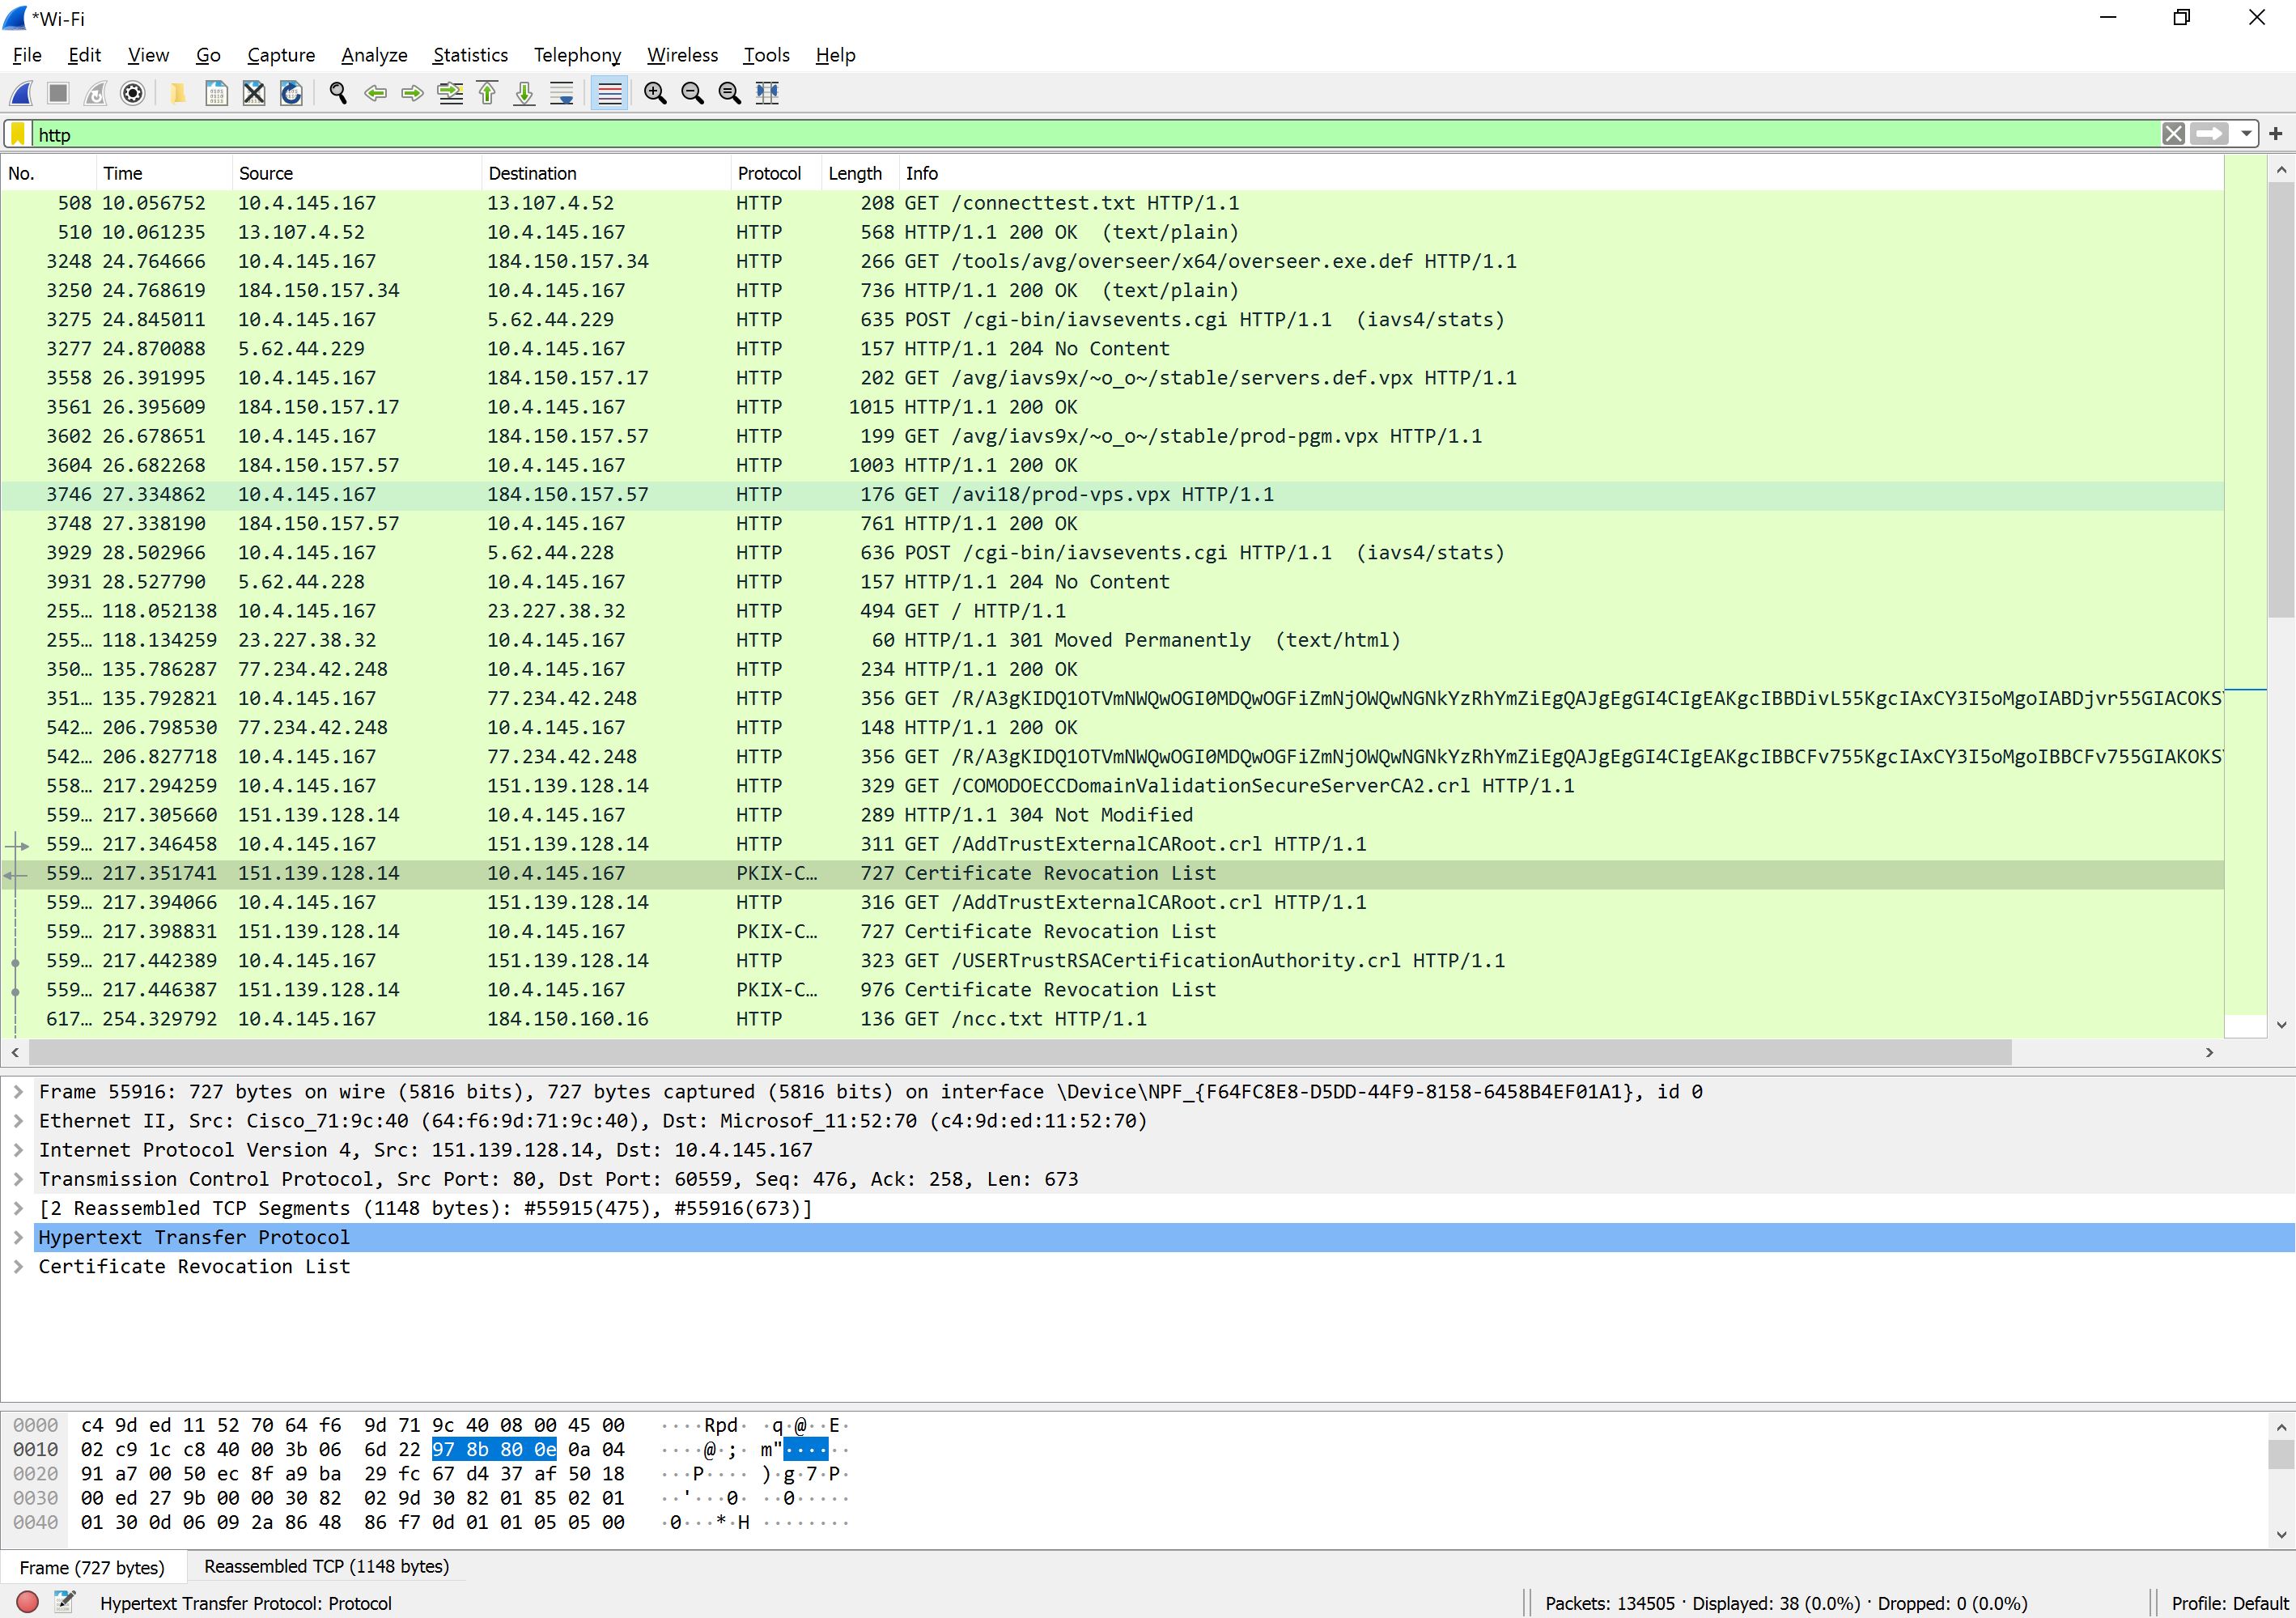 *Wi-Fi
File Edit View Go Capture Analyze Statistics Telephony Wireless Tools Help
http
No. Time Source Destination Protocol Length Info
508 10.056752 10.4.145.167 13.107.4.52 HTTP 208 GET /connecttest.txt HTTP/1.1
510 10.061235 13.107.4.52 10.4.145.167 HTTP 568 HTTP/1.1 200 OK (text/plain)
3248 24.764666 10.4.145.167 184.150.157.34 HTTP 266 GET /tools/avg/overseer/x64/overseer.exe.def HTTP/1.1
3250 24.768619 184.150.157.34 10.4.145.167 HTTP 736 HTTP/1.1 200 OK (text/plain)
3275 24.845011 10.4.145.167 5.62.44.229 HTTP 635 POST /cgi-bin/iavsevents.cgi HTTP/1.1 (iavs4/stats)
3277 24.870088 5.62.44.229 10.4.145.167 HTTP 157 HTTP/1.1 204 No Content
3558 26.391995 10.4.145.167 184.150.157.17 HTTP 202 GET /avg/iavs9x/~o_o~/stable/servers.def.vpx HTTP/1.1
3561 26.395609 184.150.157.17 10.4.145.167 HTTP 1015 HTTP/1.1 200 OK
3602 26.678651 10.4.145.167 184.150.157.57 HTTP 199 GET /avg/iavs9x/~o_o~/stable/prod-pgm.vpx HTTP/1.1
3604 26.682268 184.150.157.57 10.4.145.167 HTTP 1003 HTTP/1.1 200 OK
3746 27.334862 10.4.145.167 184.150.157.57 HTTP 176 GET /avi18/prod-vps.vpx HTTP/1.1
3748 27.338190 184.150.157.57 10.4.145.167 HTTP 761 HTTP/1.1 200 OK
3929 28.502966 10.4.145.167 5.62.44.228 HTTP 636 POST /cgi-bin/iavsevents.cgi HTTP/1.1 (iavs4/stats)
3931 28.527790 5.62.44.228 10.4.145.167 HTTP 157 HTTP/1.1 204 No Content
255… 118.052138 10.4.145.167 23.227.38.32 HTTP 494 GET / HTTP/1.1
255… 118.134259 23.227.38.32 10.4.145.167 HTTP 60 HTTP/1.1 301 Moved Permanently (text/html)
350… 135.786287 77.234.42.248 10.4.145.167 HTTP 234 HTTP/1.1 200 OK
351… 135.792821 10.4.145.167 77.234.42.248 HTTP 356 GET /R/A3gKIDQ1OTVmNWQwOGI0MDQwOGFiZmNjOWQwNGNkYzRhYmZiEgQAJgEgGI4CIgEAKgcIBBDivL55KgcIAxCY3I5oMgoIABDjvr55GIACOKS
542… 206.798530 77.234.42.248 10.4.145.167 HTTP 148 HTTP/1.1 200 OK
542… 206.827718 10.4.145.167 77.234.42.248 HTTP 356 GET /R/A3gKIDQ1OTVmNWQwOGI0MDQwOGFiZmNjOWQwNGNkYzRhYmZiEgQAJgEgGI4CIgEAKgcIBBCFv755KgcIAxCY3I5oMgoIBBCFv755GIAKOKS
558… 217.294259 10.4.145.167 151.139.128.14 HTTP 329 GET /COMODOECCDomainValidationSecureServerCA2.crl HTTP/1.1
559… 217.305660 151.139.128.14 10.4.145.167 HTTP 289 HTTP/1.1 304 Not Modified
559… 217.346458 10.4.145.167 151.139.128.14 HTTP 311 GET /AddTrustExternalCARoot.crl HTTP/1.1
559… 217.351741 151.139.128.14 10.4.145.167 PKIX-C… 727 Certificate Revocation List
559… 217.394066 10.4.145.167 151.139.128.14 HTTP 316 GET /AddTrustExternalCARoot.crl HTTP/1.1
559… 217.398831 151.139.128.14 10.4.145.167 PKIX-C… 727 Certificate Revocation List
559… 217.442389 10.4.145.167 151.139.128.14 HTTP 323 GET /USERTrustRSACertificationAuthority.crl HTTP/1.1
559… 217.446387 151.139.128.14 10.4.145.167 PKIX-C… 976 Certificate Revocation List
617… 254.329792 10.4.145.167 184.150.160.16 HTTP 136 GET /ncc.txt HTTP/1.1
Frame 55916: 727 bytes on wire (5816 bits), 727 bytes captured (5816 bits) on interface \Device\NPF_{F64FC8E8-D5DD-44F9-8158-6458B4EF01A1}, id 0
Ethernet II, Src: Cisco_71:9c:40 (64:f6:9d:71:9c:40), Dst: Microsof_11:52:70 (c4:9d:ed:11:52:70)
Internet Protocol Version 4, Src: 151.139.128.14, Dst: 10.4.145.167
Transmission Control Protocol, Src Port: 80, Dst Port: 60559, Seq: 476, Ack: 258, Len: 673
[2 Reassembled TCP Segments (1148 bytes): #55915(475), #55916(673)]
Hypertext Transfer Protocol
Certificate Revocation List
0000 c4 9d ed 11 52 70 64 f6 9d 71 9c 40 08 00 45 00 ····Rpd· ·q·@··E·
0010 02 c9 1c c8 40 00 3b 06 6d 22 97 8b 80 0e 0a 04 ····@·;· m"······
0020 91 a7 00 50 ec 8f a9 ba 29 fc 67 d4 37 af 50 18 ···P···· )·g·7·P·
0030 00 ed 27 9b 00 00 30 82 02 9d 30 82 01 85 02 01 ··'···0· ··0·····
0040 01 30 0d 06 09 2a 86 48 86 f7 0d 01 01 05 05 00 ·0···*·H ········
Frame (727 bytes) Reassembled TCP (1148 bytes)
Hypertext Transfer Protocol: Protocol Packets: 134505 · Displayed: 38 (0.0%) · Dropped: 0 (0.0%) Profile: Default